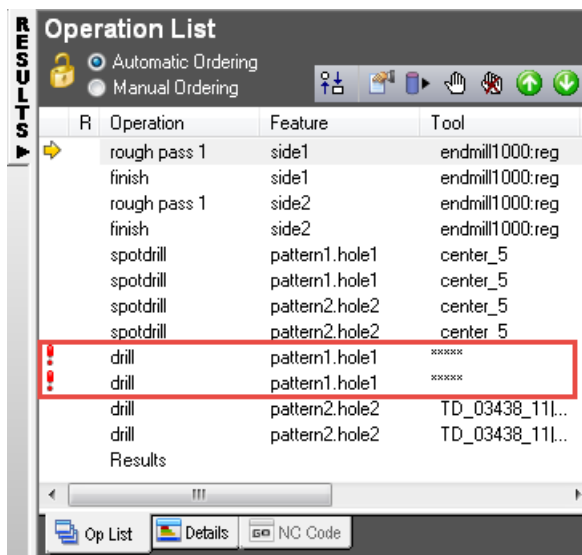 RESULTS
Operation List
Automatic Ordering
Manual Ordering
R Operation Feature Tool
rough pass 1 side1 endmill1000:reg
finish side1 endmill1000:reg
rough pass 1 side2 endmill1000:reg
finish side2 endmill1000:reg
spotdrill pattern1.hole1 center_5
spotdrill pattern1.hole1 center_5
spotdrill pattern2.hole2 center_5
spotdrill pattern2.hole2 center_5
drill pattern1.hole1 *****
drill pattern1.hole1 *****
drill pattern2.hole2 TD_03438_11|...
drill pattern2.hole2 TD_03438_11|...
Results
Op List Details GO NC Code